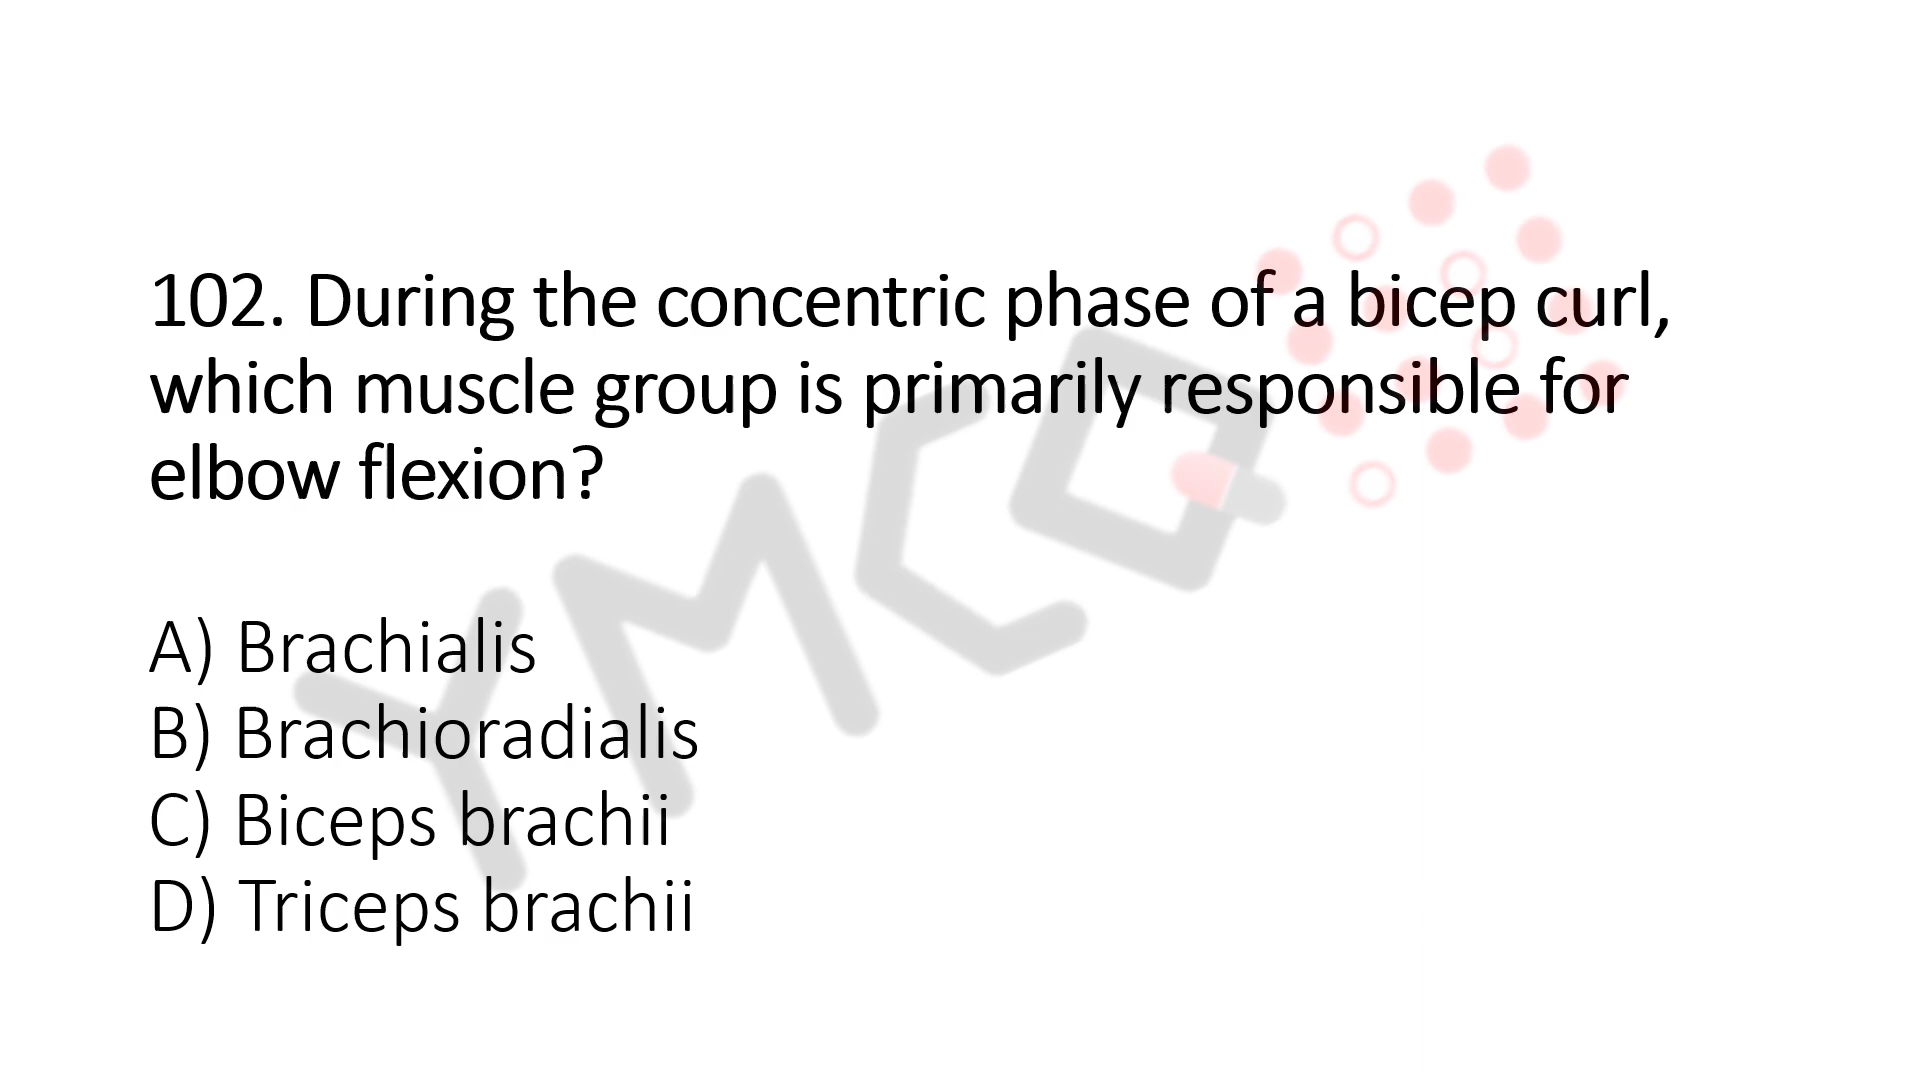 102. During the concentric phase of a bicep curl,
which muscle group is primarily responsible for
elbow flexion?
A) Brachialis
B) Brachioradialis
C) Biceps brachii
D) Triceps brachii
YMCQ